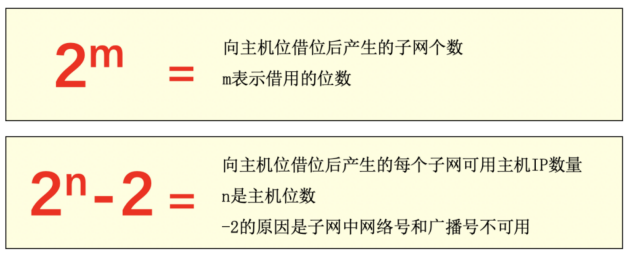 2ᵐ =
向主机位借位后产生的子网个数
m表示借用的位数
2ⁿ-2 =
向主机位借位后产生的每个子网可用主机IP数量
n是主机位数
-2的原因是子网中网络号和广播号不可用